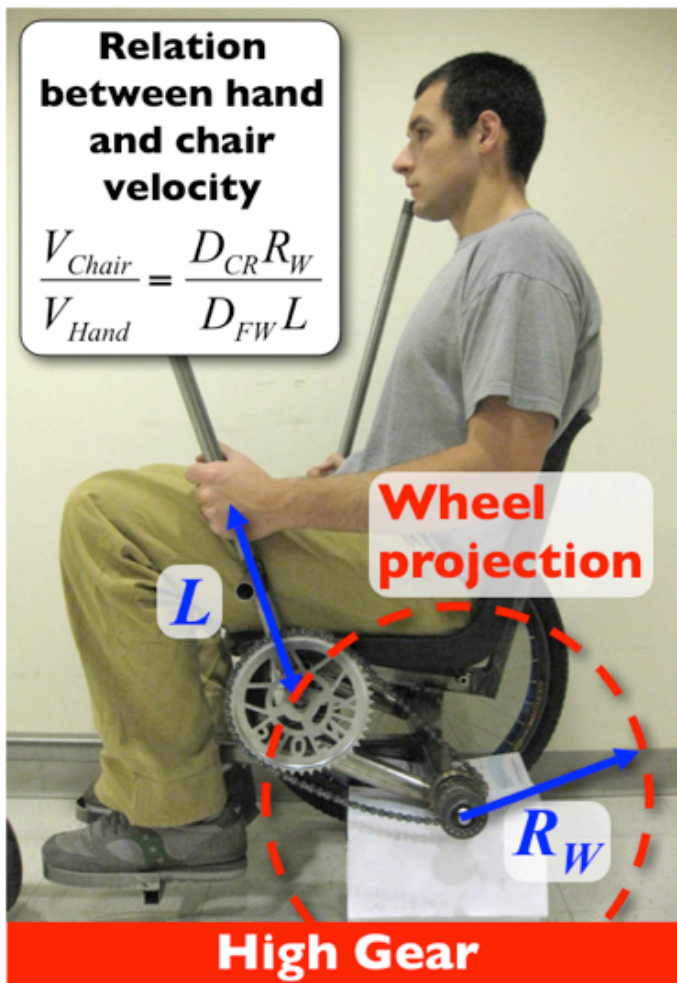 Relation
between hand
and chair
velocity
V_Chair / V_Hand = D_CR R_W / D_FW L
Wheel
projection
L
R_W
High Gear